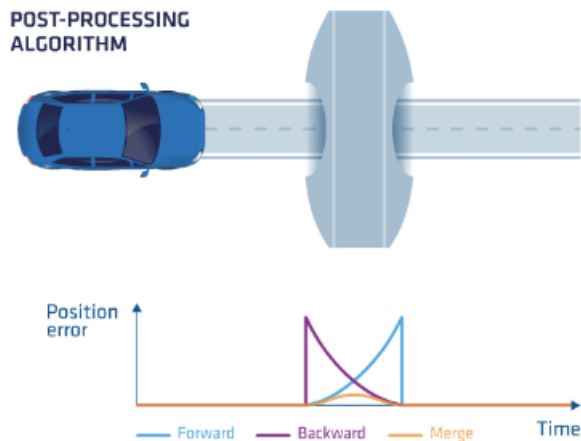 POST-PROCESSING
ALGORITHM
Position
error
Time
Forward
Backward
Merge